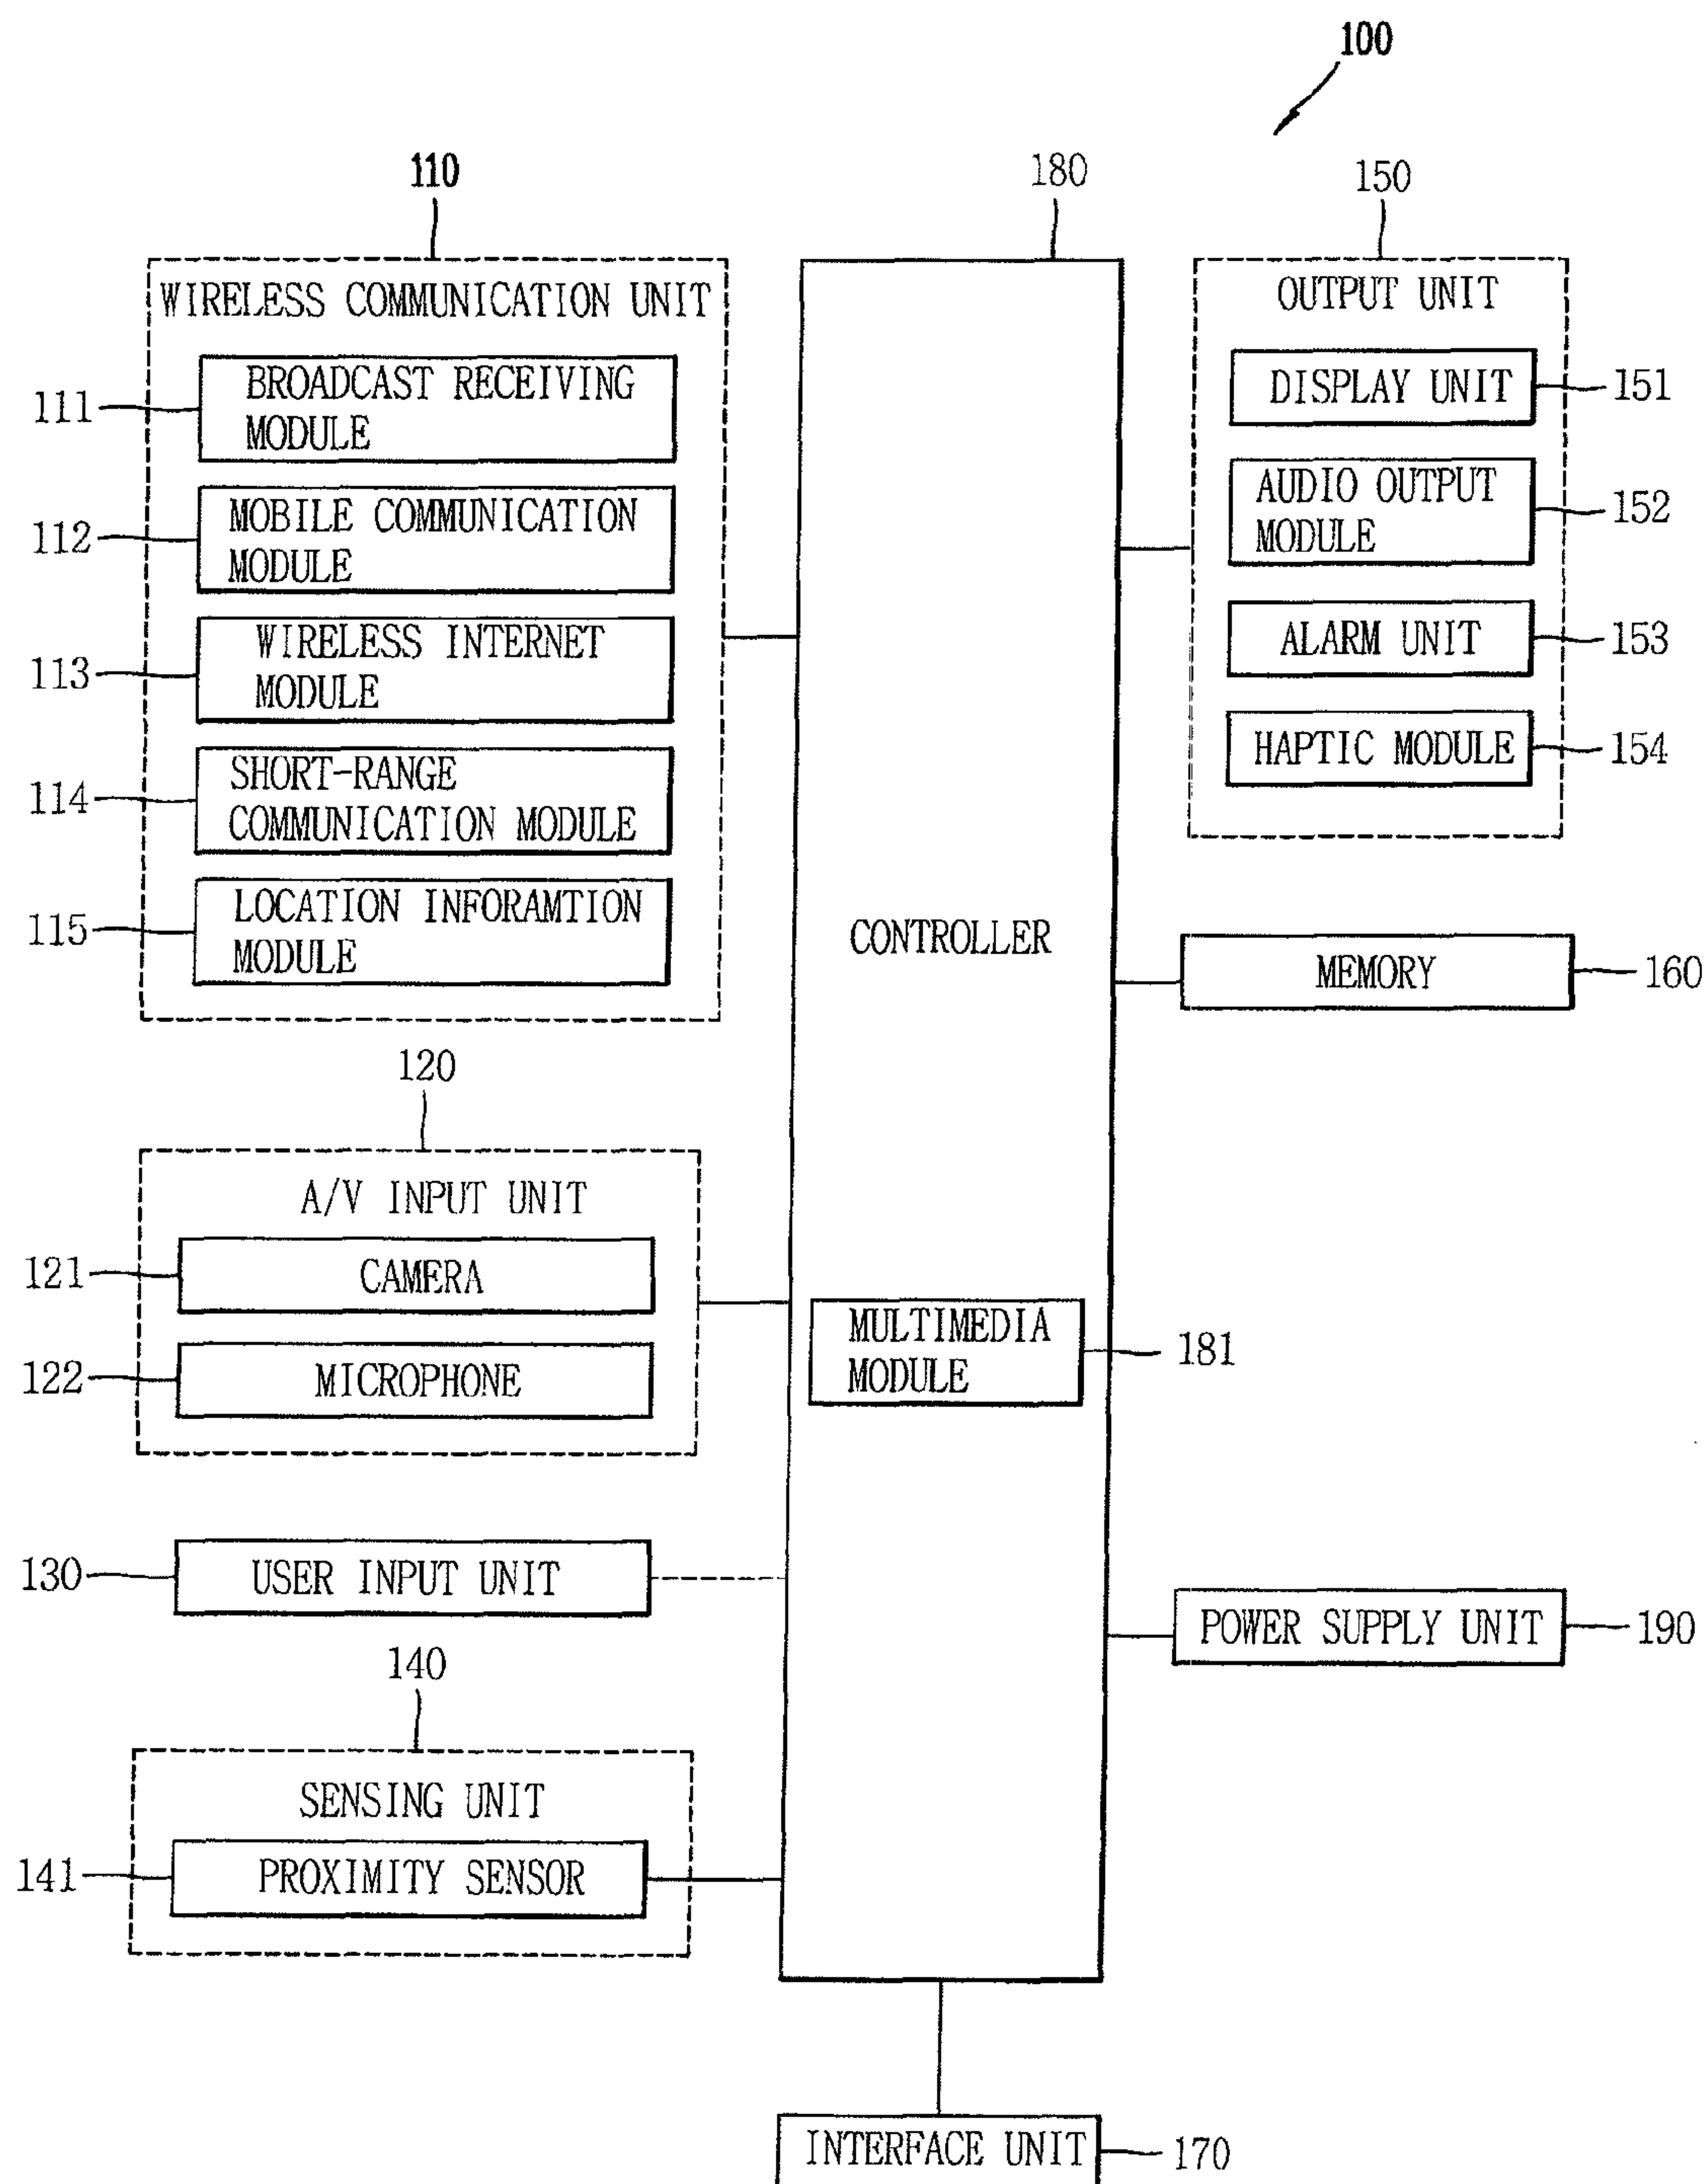 100
110
180
150
WIRELESS COMMUNICATION UNIT
111
BROADCAST RECEIVING
MODULE
112
MOBILE COMMUNICATION
MODULE
113
WIRELESS INTERNET
MODULE
114
SHORT-RANGE
COMMUNICATION MODULE
115
LOCATION INFORAMTION
MODULE
120
A/V INPUT UNIT
121
CAMERA
122
MICROPHONE
130
USER INPUT UNIT
140
SENSING UNIT
141
PROXIMITY SENSOR
CONTROLLER
MULTIMEDIA
MODULE
181
OUTPUT UNIT
DISPLAY UNIT
151
AUDIO OUTPUT
MODULE
152
ALARM UNIT
153
HAPTIC MODULE
154
MEMORY
160
POWER SUPPLY UNIT
190
INTERFACE UNIT
170